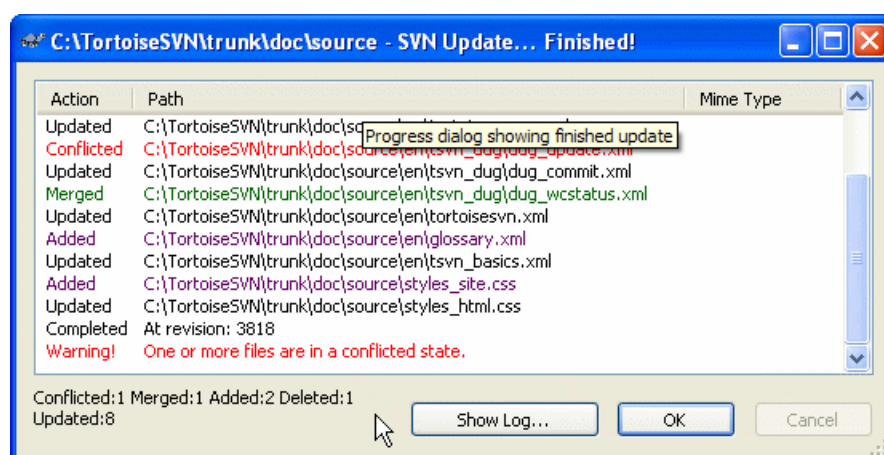 C:\TortoiseSVN\trunk\doc\source - SVN Update... Finished!
Action Path Mime Type
Updated C:\TortoiseSVN\trunk\doc\so
Progress dialog showing finished update
Conflicted C:\TortoiseSVN\trunk\doc\source\en\tsvn_dug\dug_update.xml
Updated C:\TortoiseSVN\trunk\doc\source\en\tsvn_dug\dug_commit.xml
Merged C:\TortoiseSVN\trunk\doc\source\en\tsvn_dug\dug_wcstatus.xml
Updated C:\TortoiseSVN\trunk\doc\source\en\tortoisesvn.xml
Added C:\TortoiseSVN\trunk\doc\source\en\glossary.xml
Updated C:\TortoiseSVN\trunk\doc\source\en\tsvn_basics.xml
Added C:\TortoiseSVN\trunk\doc\source\styles_site.css
Updated C:\TortoiseSVN\trunk\doc\source\styles_html.css
Completed At revision: 3818
Warning! One or more files are in a conflicted state.
Conflicted:1 Merged:1 Added:2 Deleted:1
Updated:8
Show Log... OK Cancel